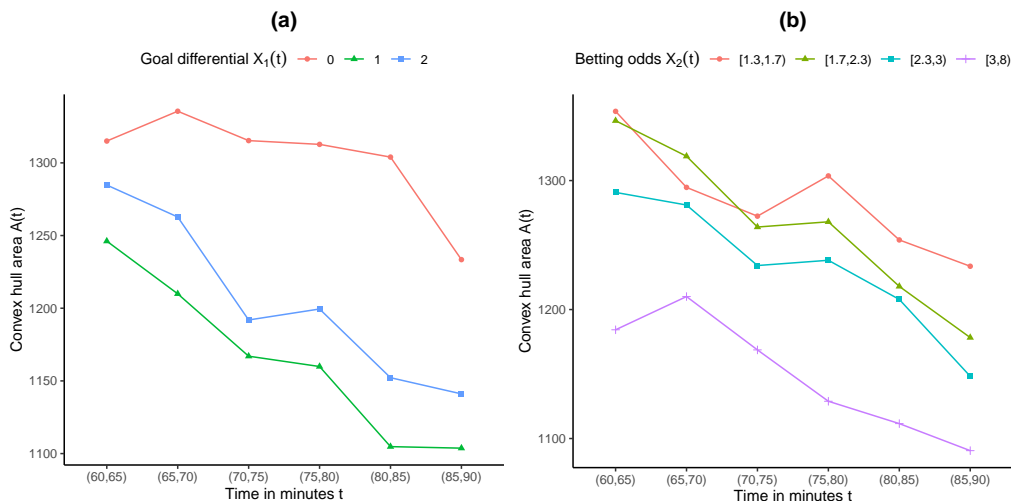 (a)
Goal differential X₁(t) 0 1 2
1300
1250
1200
1150
1100
Convex hull area A(t)
(60,65) (65,70) (70,75) (75,80) (80,85) (85,90)
Time in minutes t
(b)
Betting odds X₂(t) [1.3,1.7) [1.7,2.3) [2.3,3) [3,8)
1300
1200
1100
Convex hull area A(t)
(60,65) (65,70) (70,75) (75,80) (80,85) (85,90)
Time in minutes t